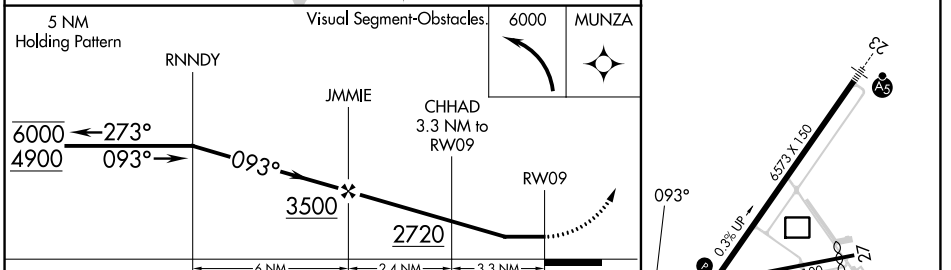 5 NM
Holding Pattern
Visual Segment-Obstacles.
6000
MUNZA
RNNDY
JMMIE
CHHAD
3.3 NM to
RW09
RW09
6000
273°
4900
093°
093°
3500
2720
6 NM
2.4 NM
3.3 NM
23
A5
6573 X 150
093°
0.3% UP
P
27